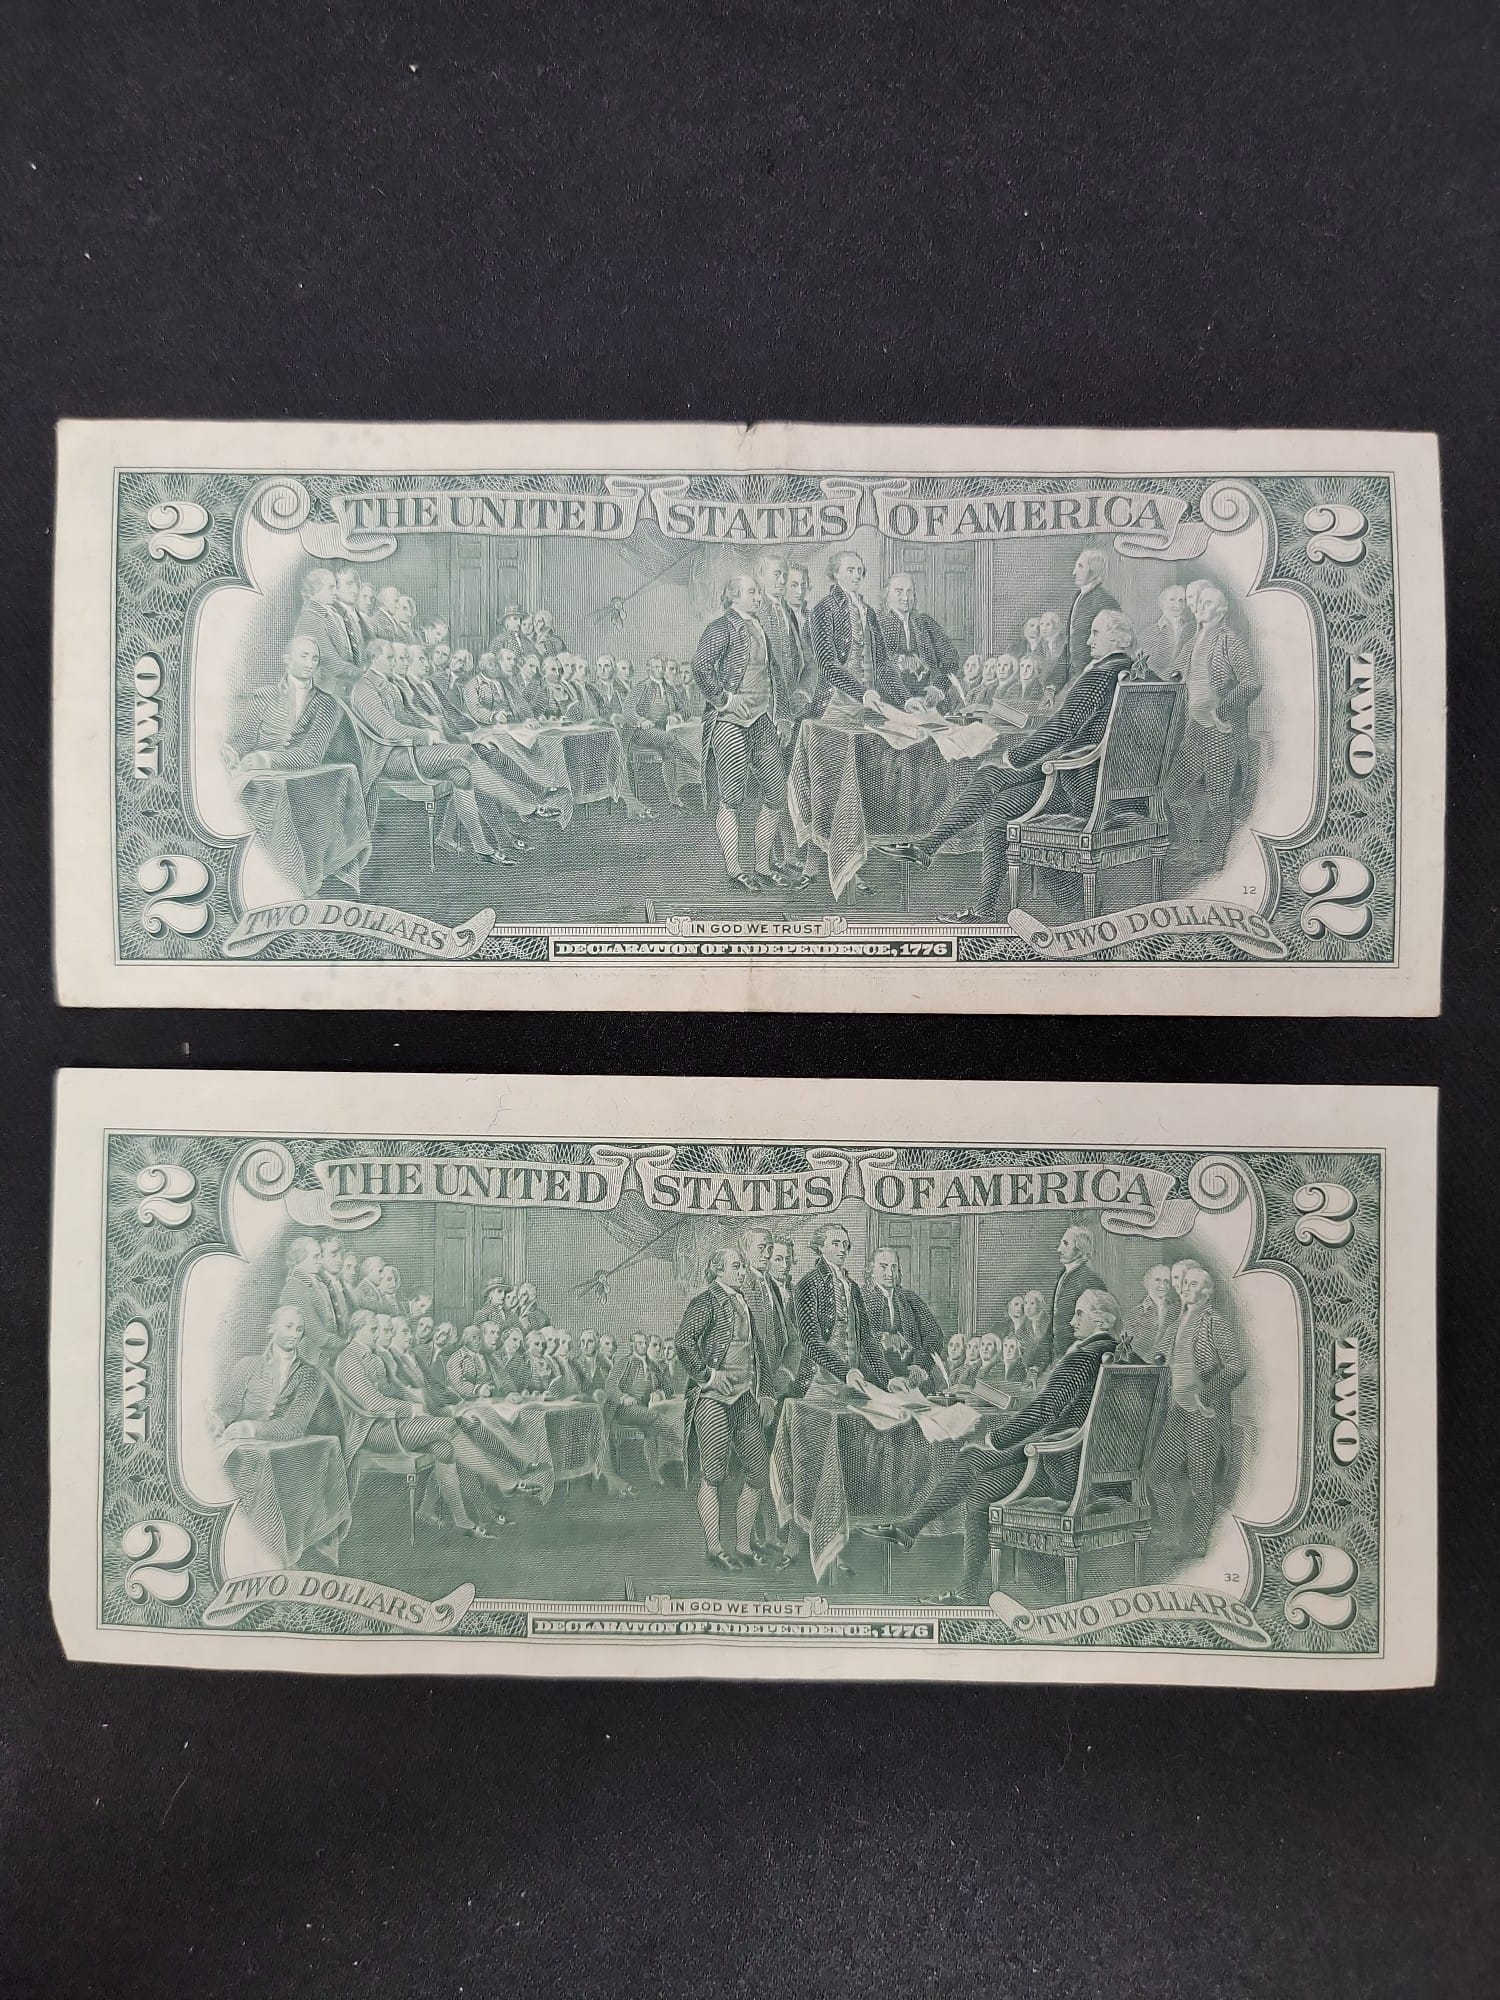 2 THE UNITED STATES OF AMERICA 2
TWO TWO
12
2 TWO DOLLARS IN GOD WE TRUST TWO DOLLARS 2
DECLARATION OF INDEPENDENCE, 1776
2 THE UNITED STATES OF AMERICA 2
TWO TWO
32
2 TWO DOLLARS IN GOD WE TRUST TWO DOLLARS 2
DECLARATION OF INDEPENDENCE, 1776